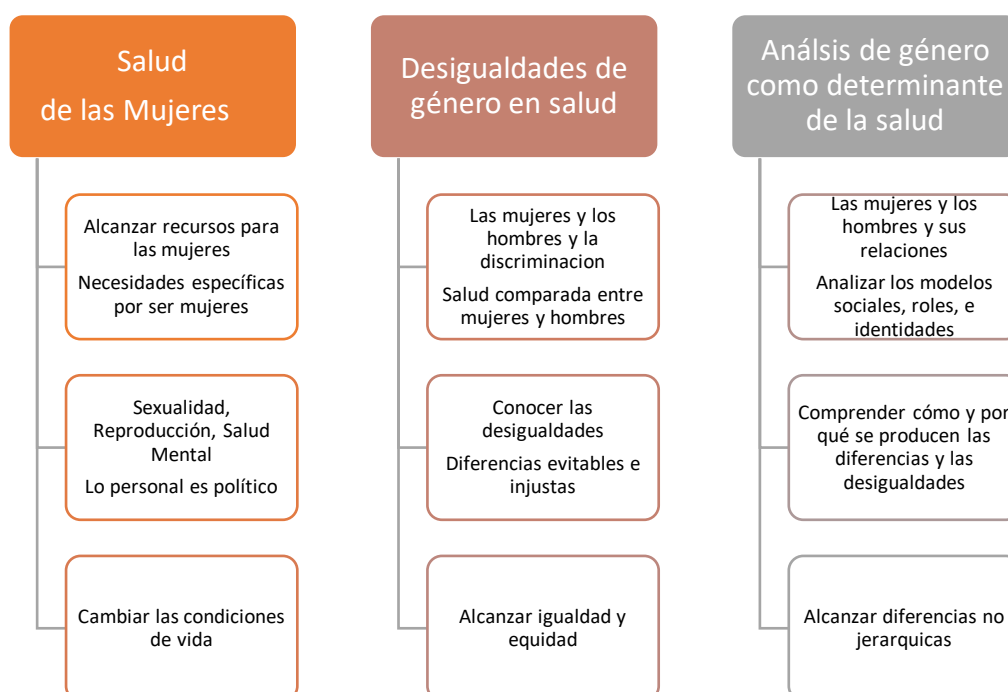 Salud
de las Mujeres
Alcanzar recursos para
las mujeres
Necesidades específicas
por ser mujeres
Sexualidad,
Reproducción, Salud
Mental
Lo personal es político
Cambiar las condiciones
de vida
Desigualdades de
género en salud
Las mujeres y los
hombres y la
discriminacion
Salud comparada entre
mujeres y hombres
Conocer las
desigualdades
Diferencias evitables e
injustas
Alcanzar igualdad y
equidad
Análsis de género
como determinante
de la salud
Las mujeres y los
hombres y sus
relaciones
Analizar los modelos
sociales, roles, e
identidades
Comprender cómo y por
qué se producen las
diferencias y las
desigualdades
Alcanzar diferencias no
jerarquicas